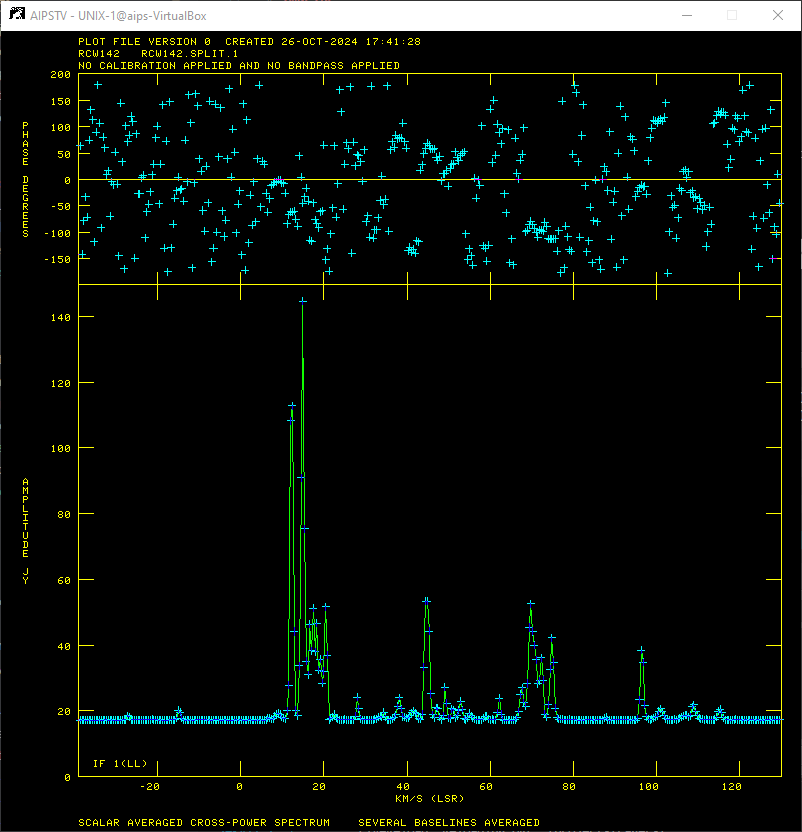 AIPSTV - UNIX-1@aips-VirtualBox
PLOT FILE VERSION 0  CREATED 26-OCT-2024 17:41:28
RCW142   RCW142.SPLIT.1
NO CALIBRATION APPLIED AND NO BANDPASS APPLIED
200
150
100
50
0
-50
-100
-150
PHASE DEGREES
140
120
100
80
60
40
20
0
AMPLITUDE JY
IF 1(LL)
-20 0 20 40 60 80 100 120
KM/S (LSR)
SCALAR AVERAGED CROSS-POWER SPECTRUM    SEVERAL BASELINES AVERAGED